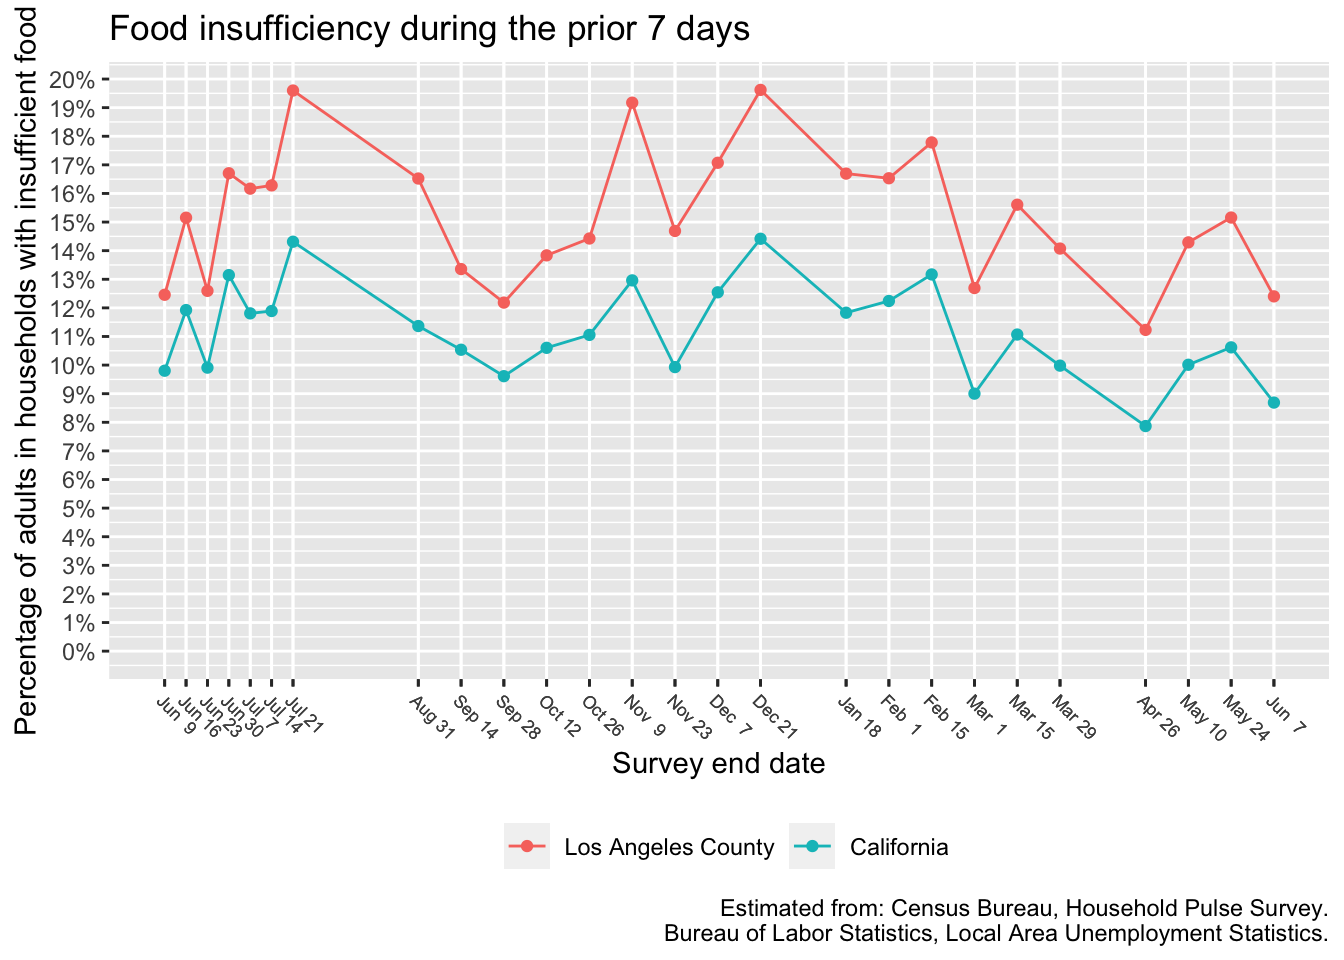 Food insufficiency during the prior 7 days
Percentage of adults in households with insufficient food
20%
19%
18%
17%
16%
15%
14%
13%
12%
11%
10%
9%
8%
7%
6%
5%
4%
3%
2%
1%
0%
Jun 9
Jun 16
Jun 23
Jun 30
Jul 7
Jul 14
Jul 21
Aug 31
Sep 14
Sep 28
Oct 12
Oct 26
Nov 9
Nov 23
Dec 7
Dec 21
Jan 18
Feb 1
Feb 15
Mar 1
Mar 15
Mar 29
Apr 26
May 10
May 24
Jun 7
Survey end date
Los Angeles County
California
Estimated from: Census Bureau, Household Pulse Survey.
Bureau of Labor Statistics, Local Area Unemployment Statistics.